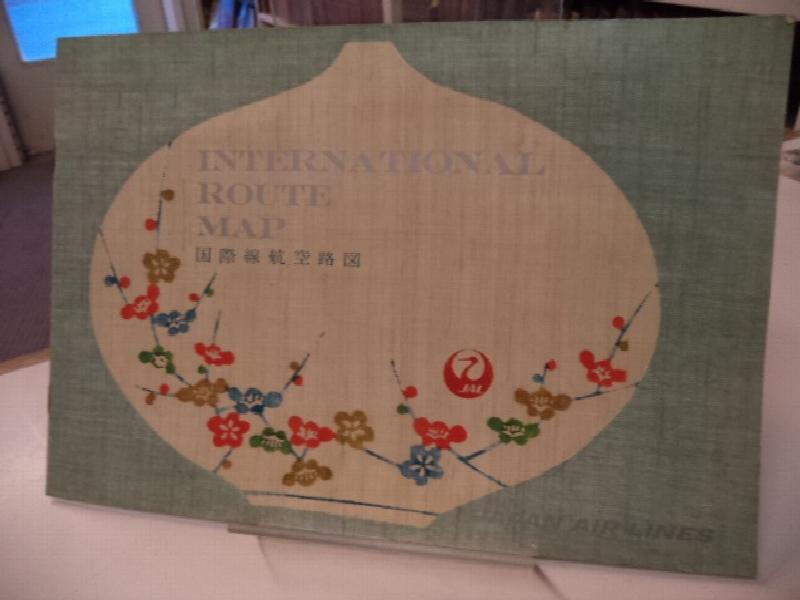 INTERNATIONAL
ROUTE
MAP
国際線航空路図
JAL
JAPAN AIR LINES